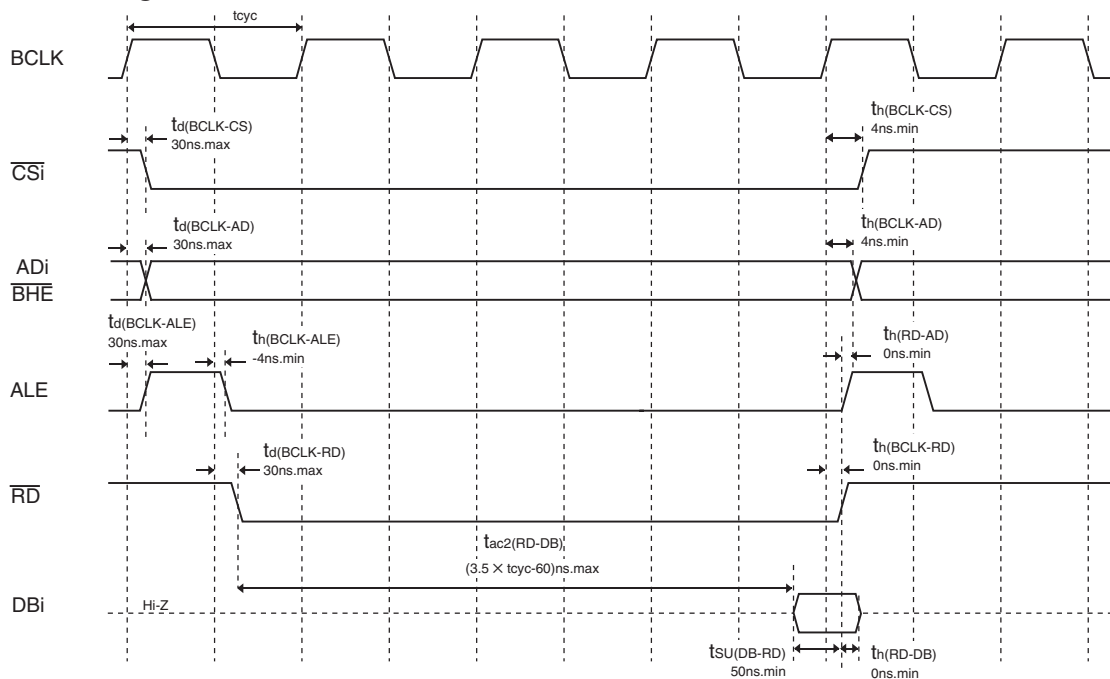 tcyc
BCLK
td(BCLK-CS)
30ns.max
th(BCLK-CS)
4ns.min
CSi
td(BCLK-AD)
30ns.max
th(BCLK-AD)
4ns.min
ADi
BHE
td(BCLK-ALE)
30ns.max
th(BCLK-ALE)
-4ns.min
th(RD-AD)
0ns.min
ALE
td(BCLK-RD)
30ns.max
th(BCLK-RD)
0ns.min
RD
tac2(RD-DB)
(3.5 × tcyc-60)ns.max
DBi
Hi-Z
tSU(DB-RD)
50ns.min
th(RD-DB)
0ns.min